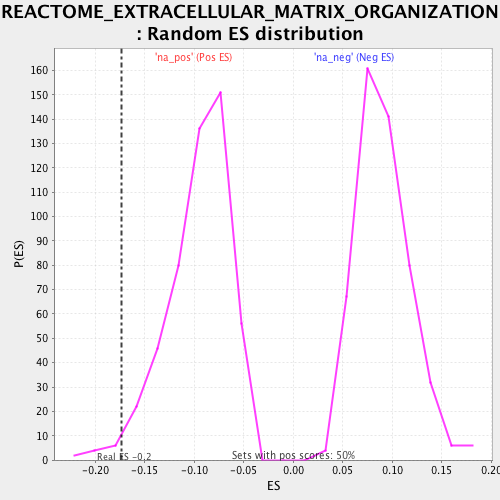 REACTOME_EXTRACELLULAR_MATRIX_ORGANIZATION
: Random ES distribution
'na_pos' (Pos ES) 'na_neg' (Neg ES)
160
150
140
130
120
110
100
90
80
70
60
50
40
30
20
10
0
P(ES)
Real ES -0.2 Sets with pos scores: 50%
-0.20 -0.15 -0.10 -0.05 0.00 0.05 0.10 0.15 0.20
ES